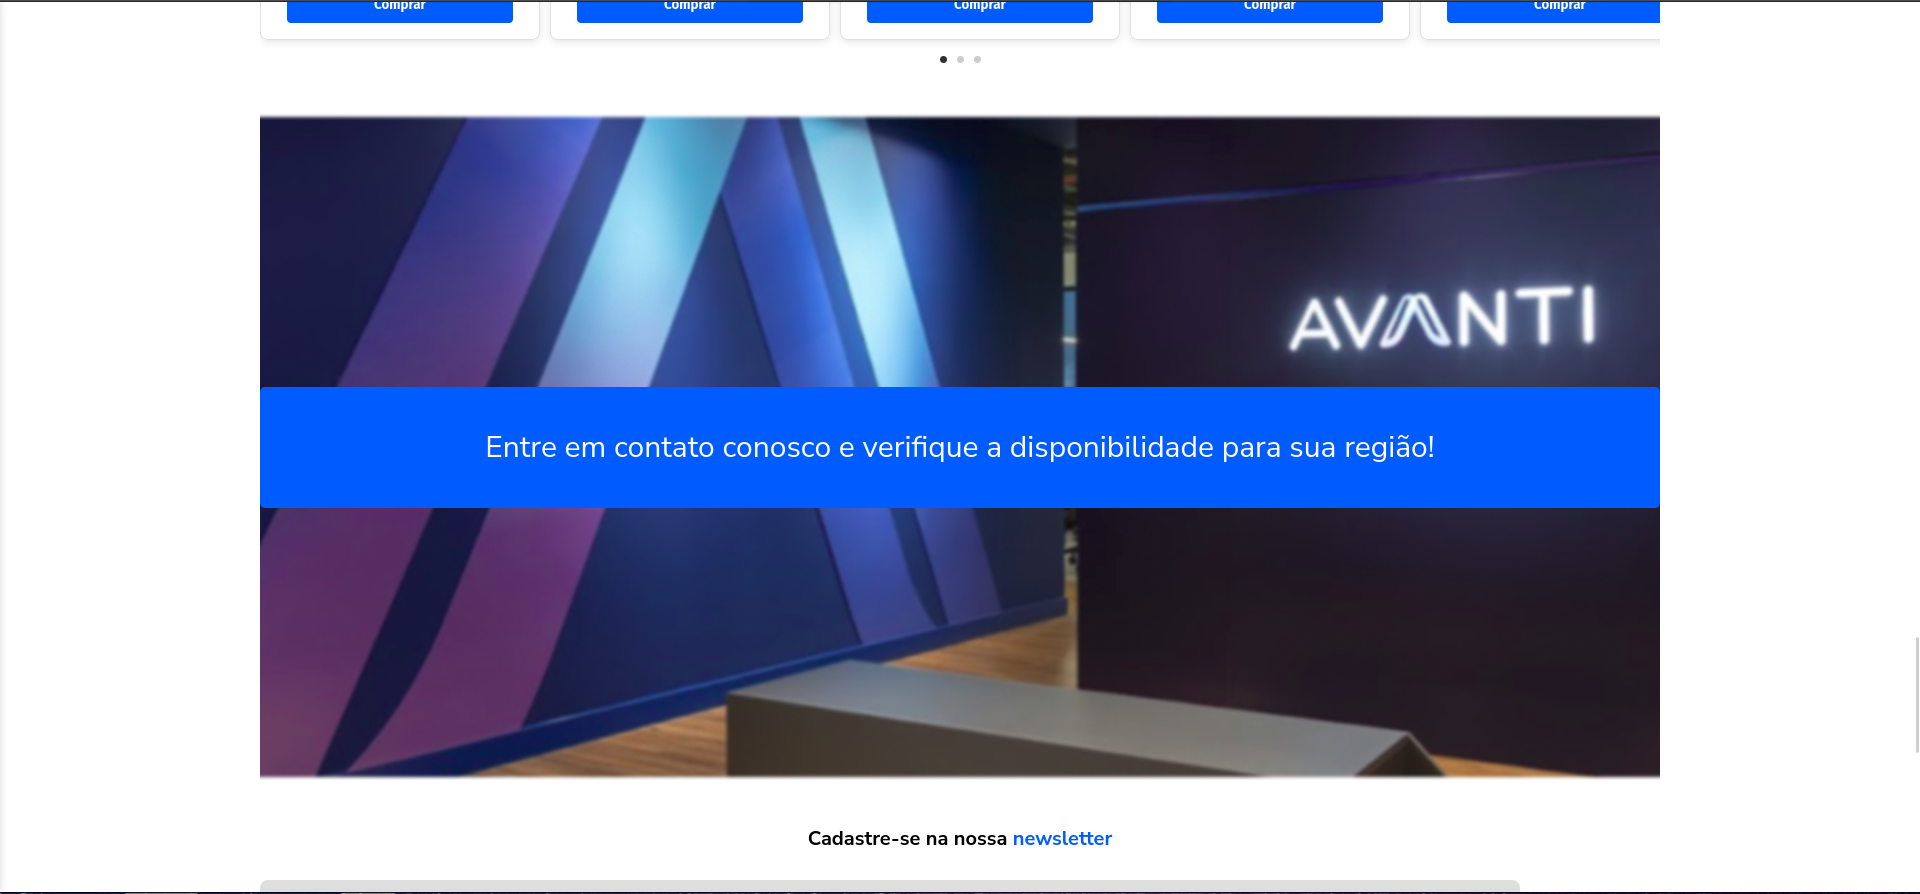 Comprar
Comprar
Comprar
Comprar
Comprar
AVANTI
Entre em contato conosco e verifique a disponibilidade para sua região!
Cadastre-se na nossa newsletter